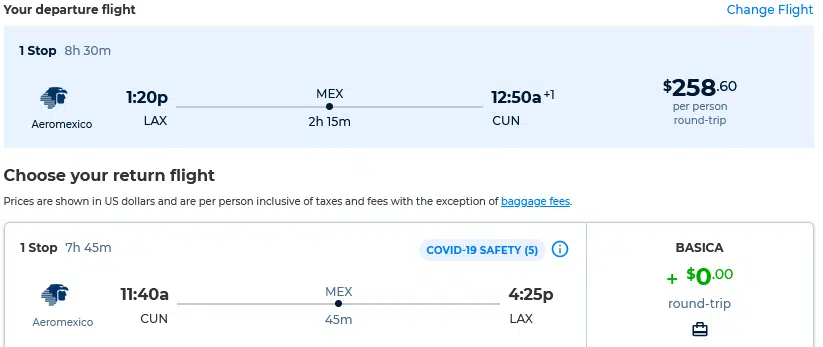 Your departure flight
Change Flight
1 Stop 8h 30m
Aeromexico
1:20p
LAX
MEX
2h 15m
12:50a+1
CUN
$258.60
per person
round-trip
Choose your return flight
Prices are shown in US dollars and are per person inclusive of taxes and fees with the exception of baggage fees.
1 Stop 7h 45m
COVID-19 SAFETY (5)
Aeromexico
11:40a
CUN
MEX
45m
4:25p
LAX
BASICA
+ $0.00
round-trip